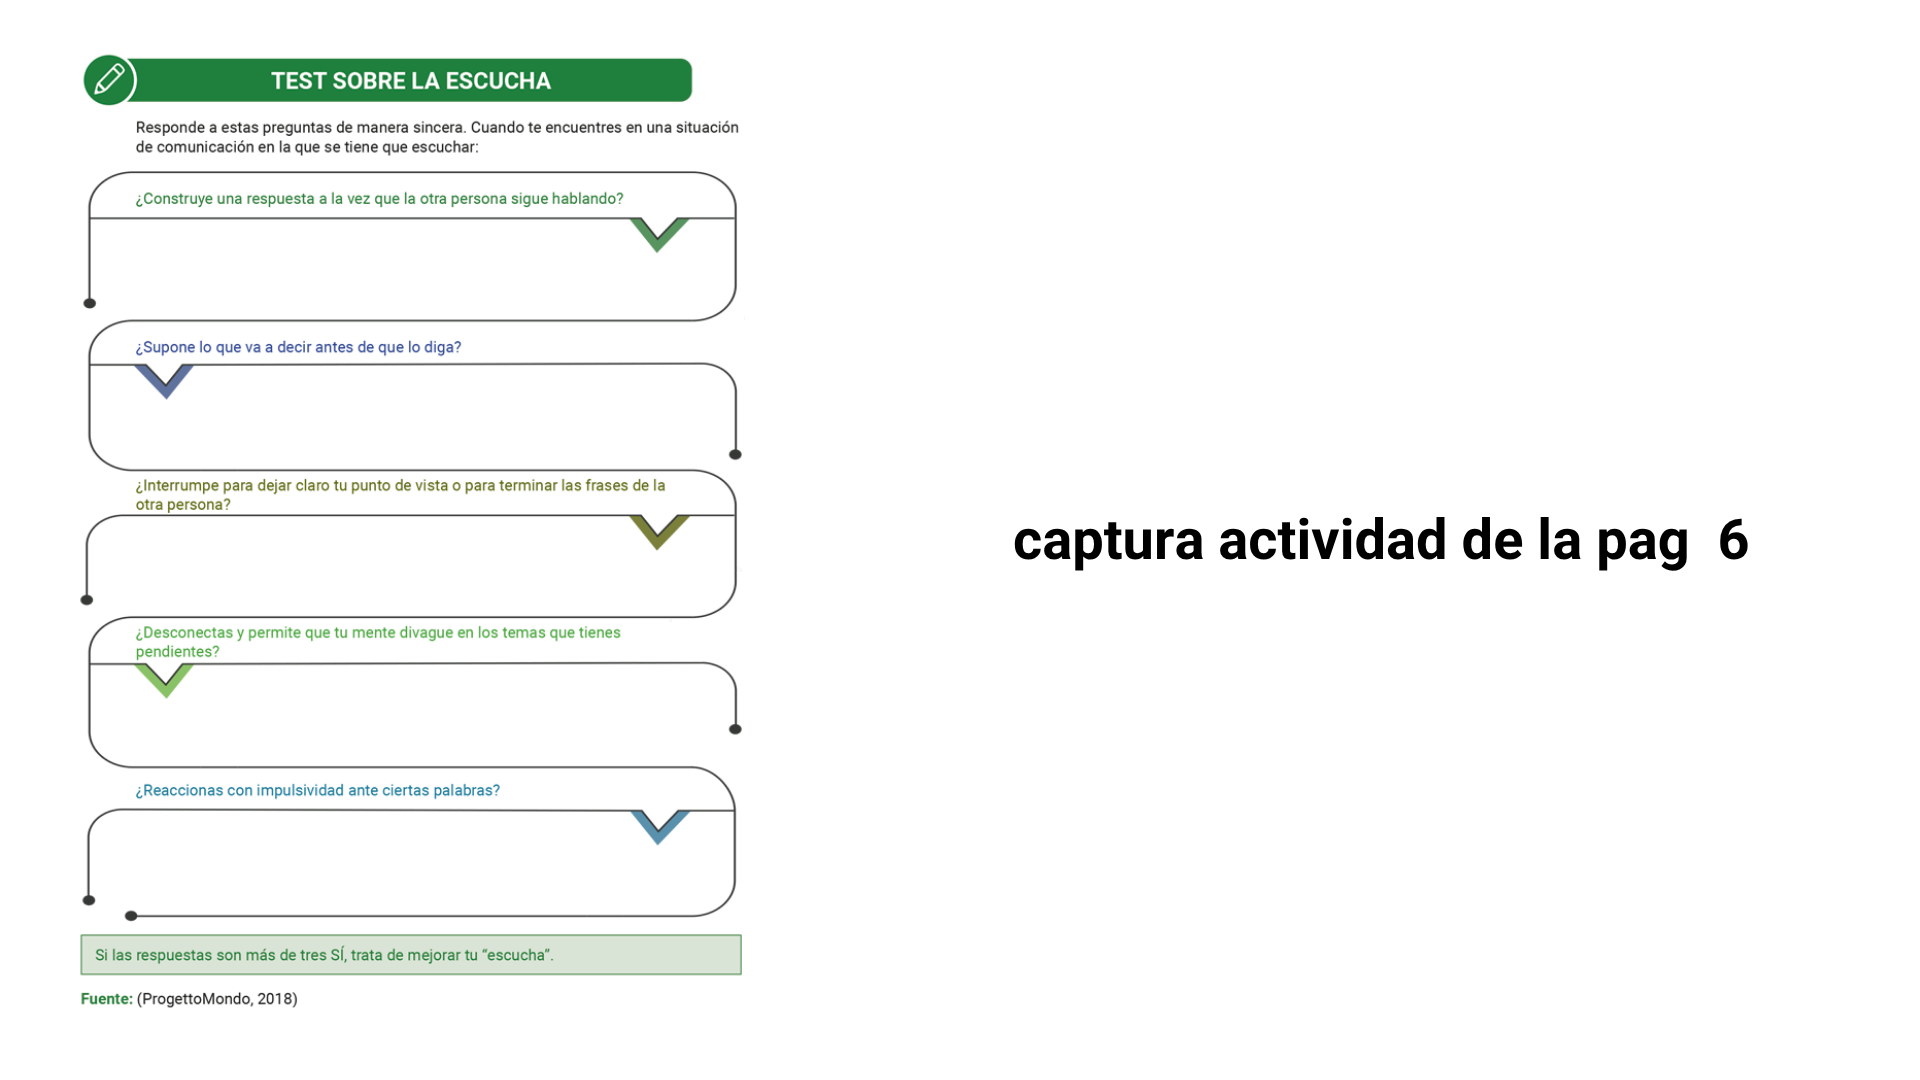 TEST SOBRE LA ESCUCHA
Responde a estas preguntas de manera sincera. Cuando te encuentres en una situación
de comunicación en la que se tiene que escuchar:
¿Construye una respuesta a la vez que la otra persona sigue hablando?
¿Supone lo que va a decir antes de que lo diga?
¿Interrumpe para dejar claro tu punto de vista o para terminar las frases de la
otra persona?
¿Desconectas y permite que tu mente divague en los temas que tienes
pendientes?
¿Reaccionas con impulsividad ante ciertas palabras?
Si las respuestas son más de tres SÍ, trata de mejorar tu “escucha”.
Fuente: (ProgettoMondo, 2018)
captura actividad de la pag  6